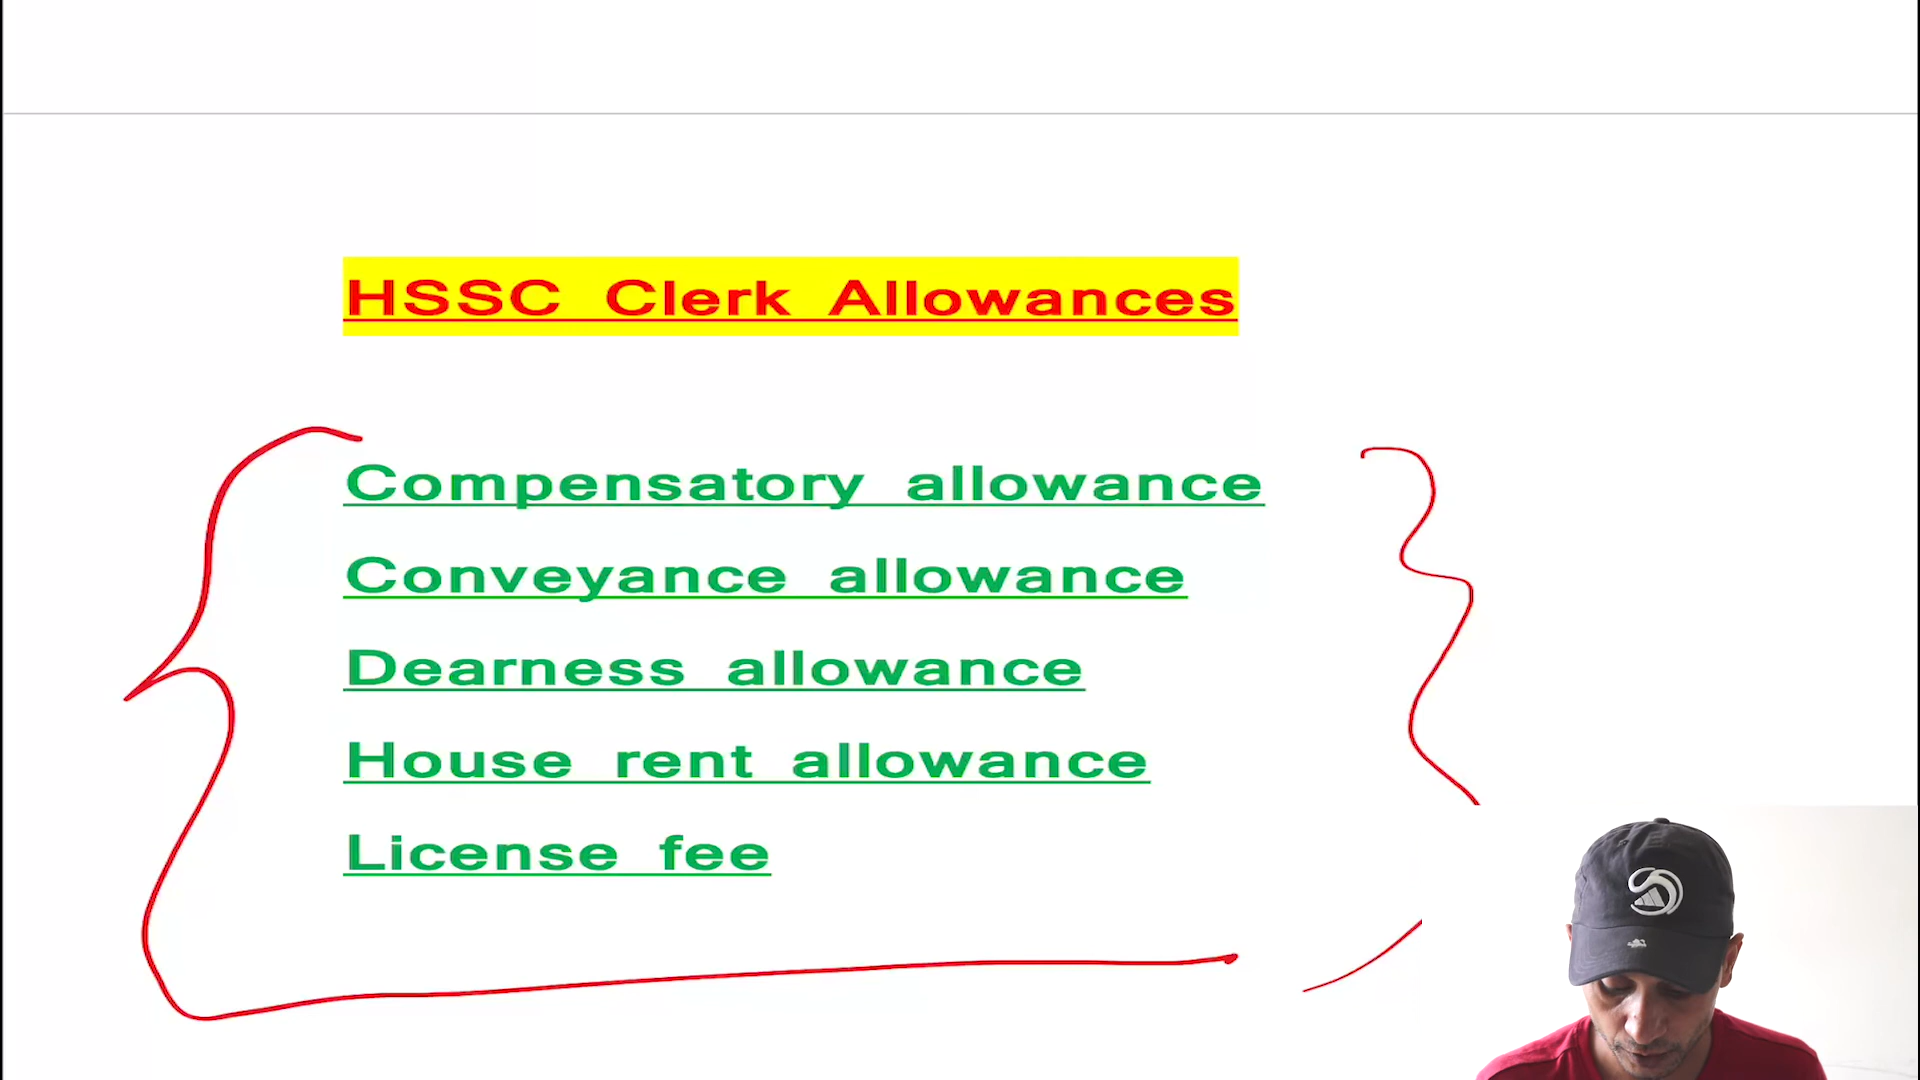 HSSC Clerk Allowances
Compensatory allowance
Conveyance allowance
Dearness allowance
House rent allowance
License fee